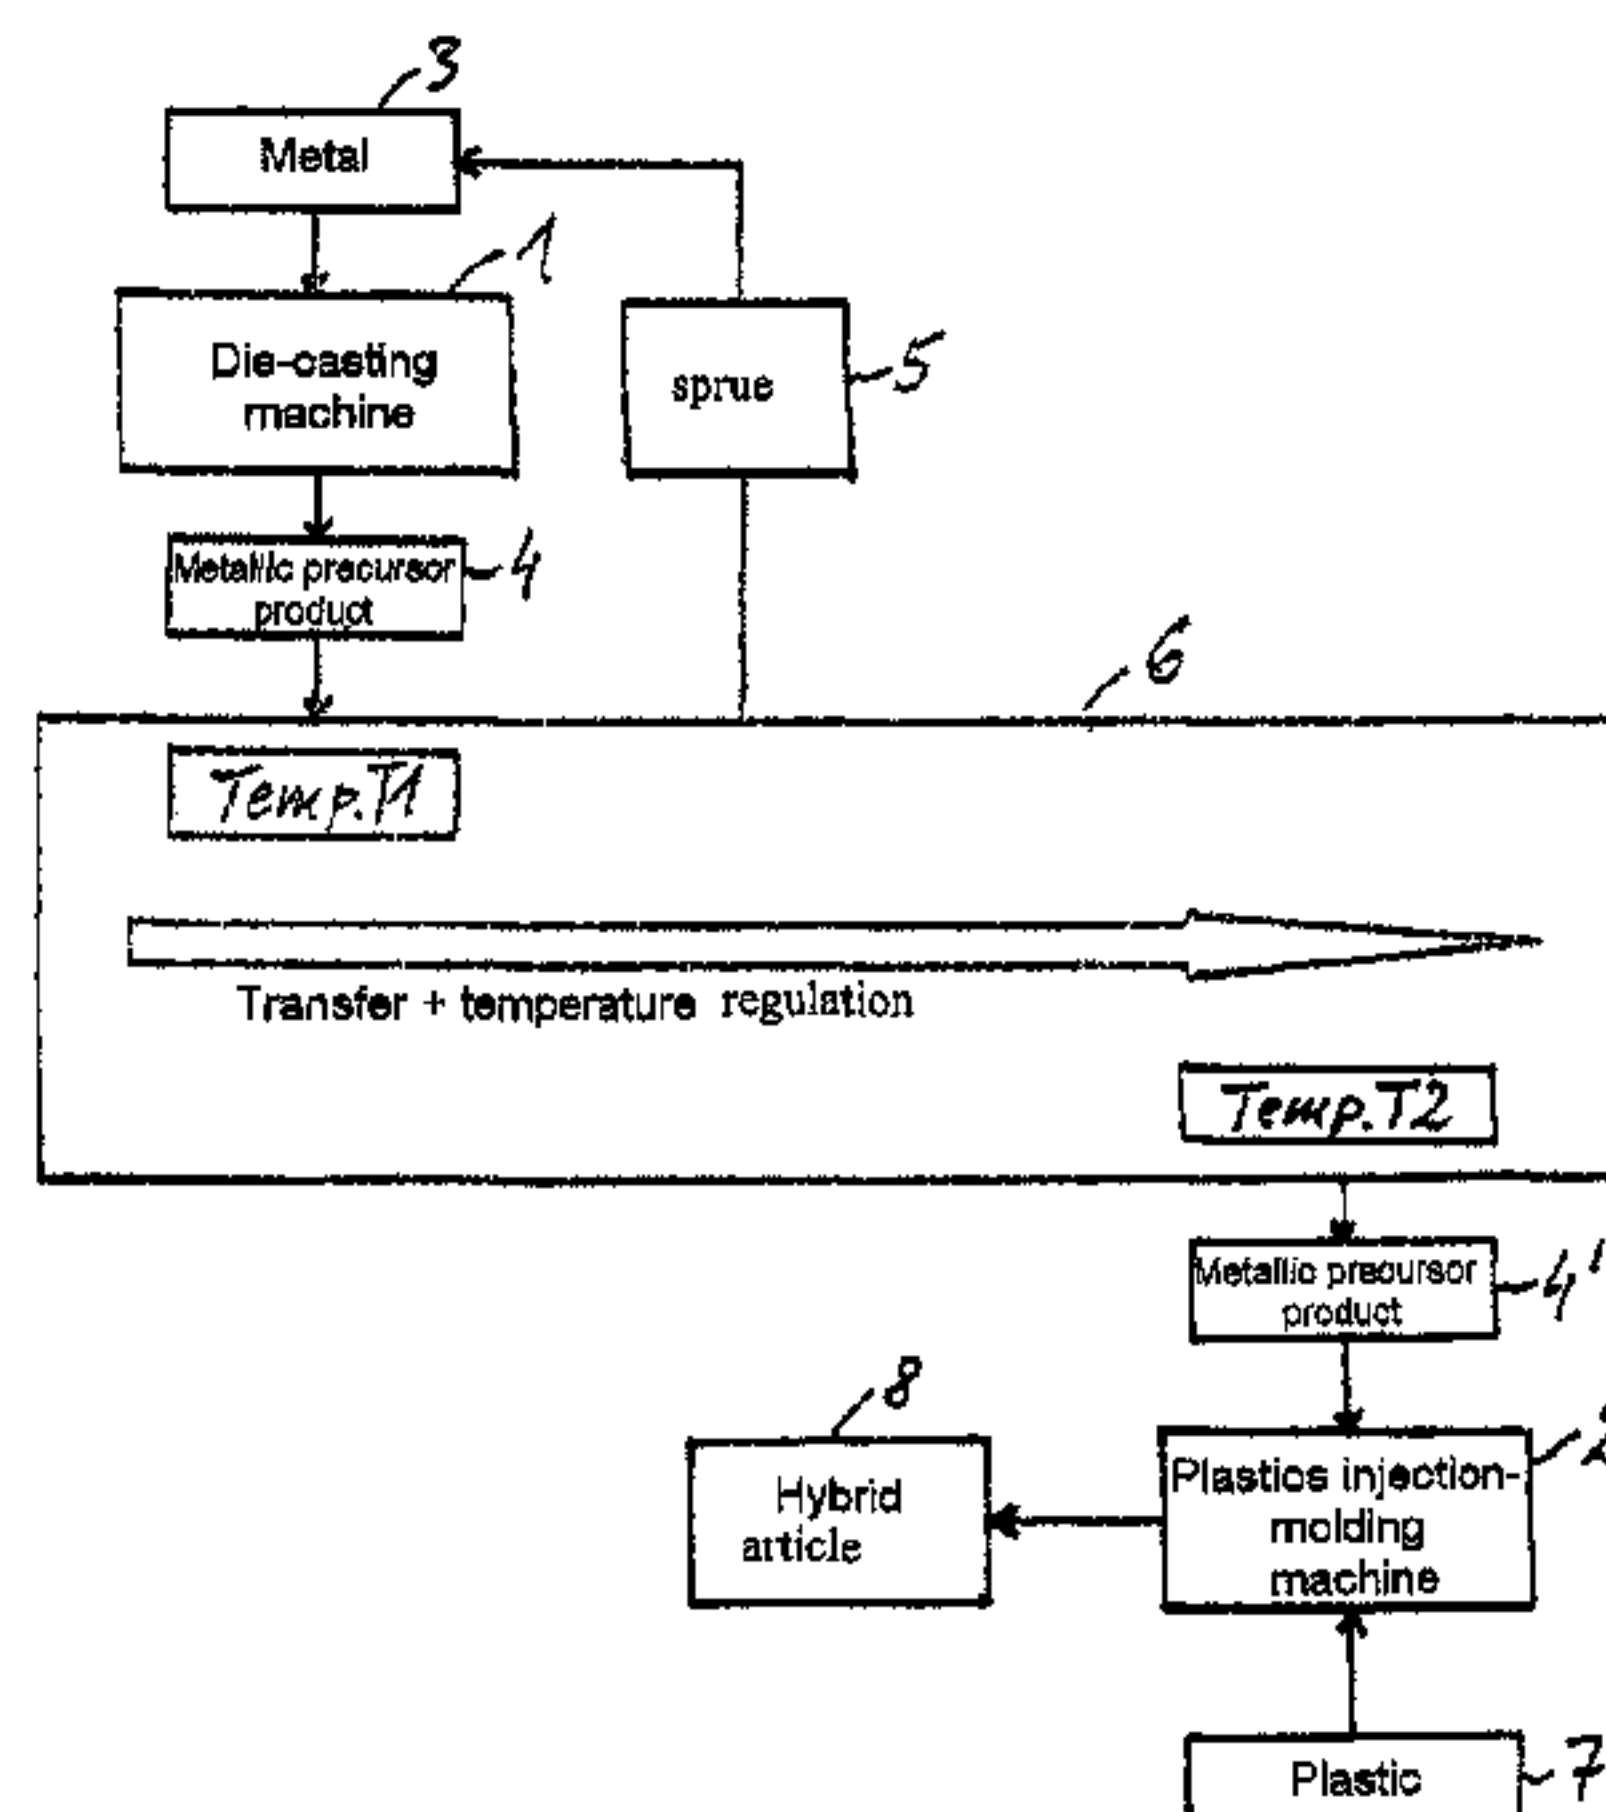 3
Metal
1
Die-casting
machine
sprue
5
Metallic precursor
product
4
6
Temp.T1
Transfer + temperature regulation
Temp.T2
Metallic precursor
product
4'
8
Hybrid
article
Plastics injection-
molding
machine
2
Plastic
7